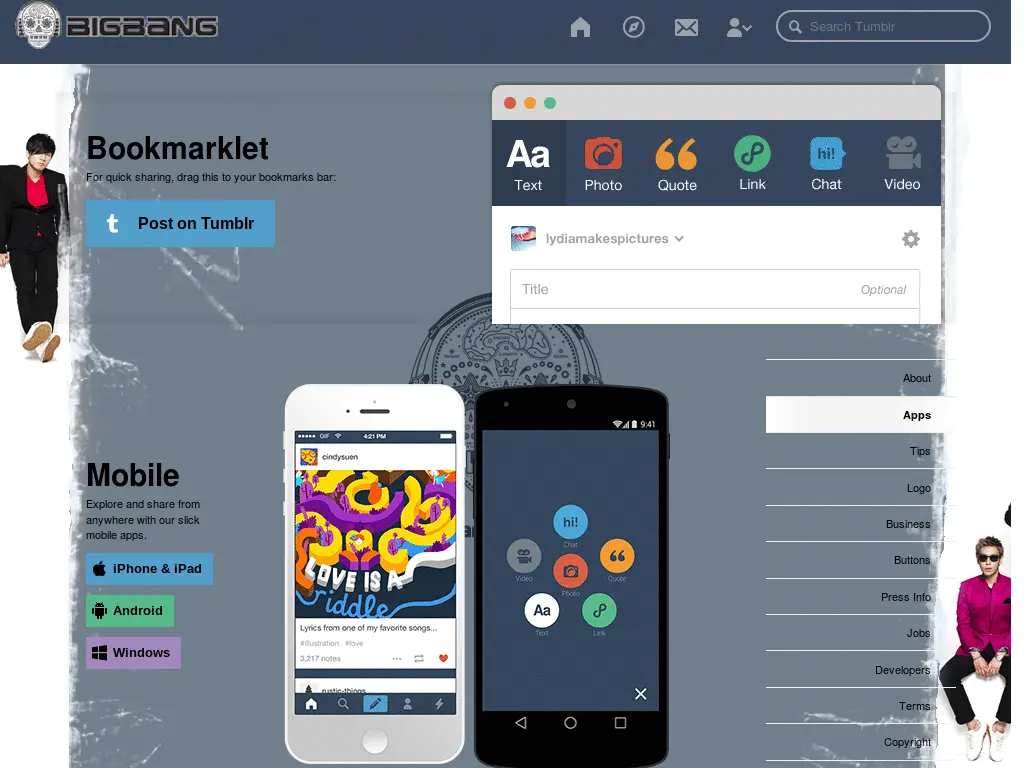 BIGBANG
Search Tumblr
Bookmarklet
For quick sharing, drag this to your bookmarks bar:
t Post on Tumblr
Aa
Text
Photo
Quote
Link
hi!
Chat
Video
lydiamakespictures
Title
Optional
Mobile
Explore and share from
anywhere with our slick
mobile apps.
iPhone & iPad
Android
Windows
GIF
4:21 PM
cindysuen
LOVE IS A
riddle
Lyrics from one of my favorite songs...
#illustration #love
3,217 notes
rustic-things
9:41
hi!
Chat
Video
Quote
Photo
Aa
Text
Link
About
Apps
Tips
Logo
Business
Buttons
Press Info
Jobs
Developers
Terms
Copyright